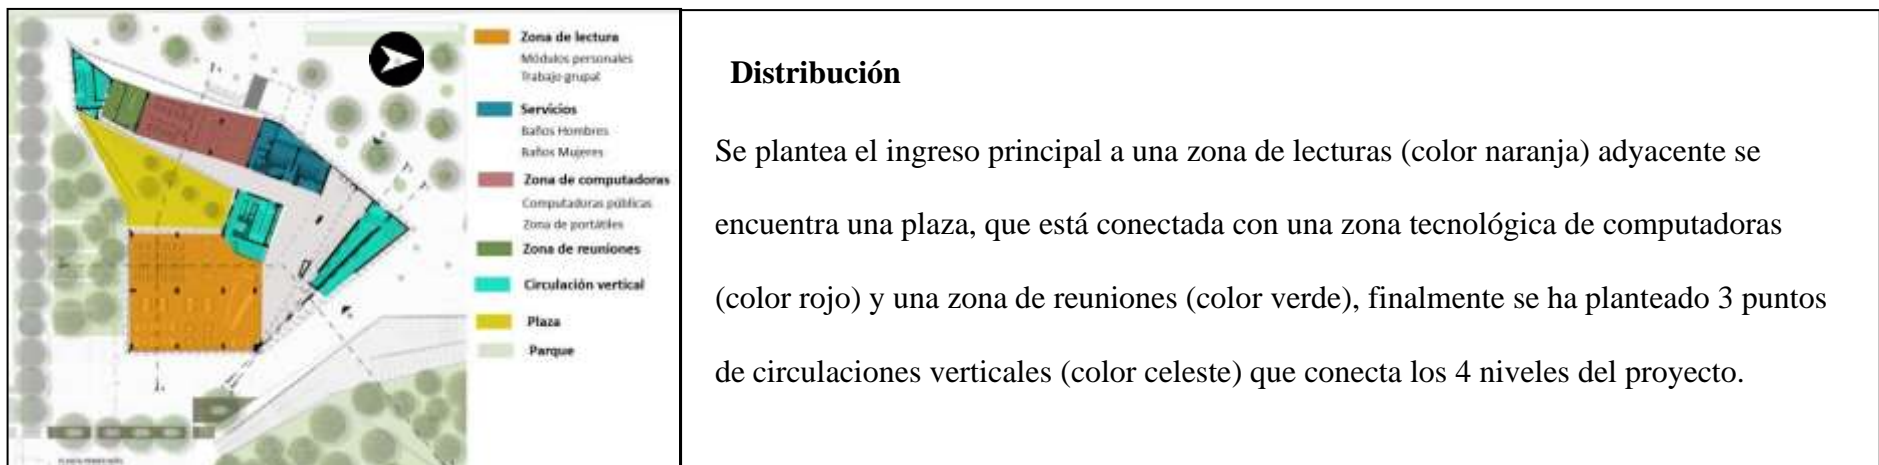 Zona de lectura
Módulos personales
Trabajo grupal
Servicios
Baños Hombres
Baños Mujeres
Zona de computadoras
Computadoras públicas
Zona de portátiles
Zona de reuniones
Circulación vertical
Plaza
Parque
Distribución
Se plantea el ingreso principal a una zona de lecturas (color naranja) adyacente se
encuentra una plaza, que está conectada con una zona tecnológica de computadoras
(color rojo) y una zona de reuniones (color verde), finalmente se ha planteado 3 puntos
de circulaciones verticales (color celeste) que conecta los 4 niveles del proyecto.